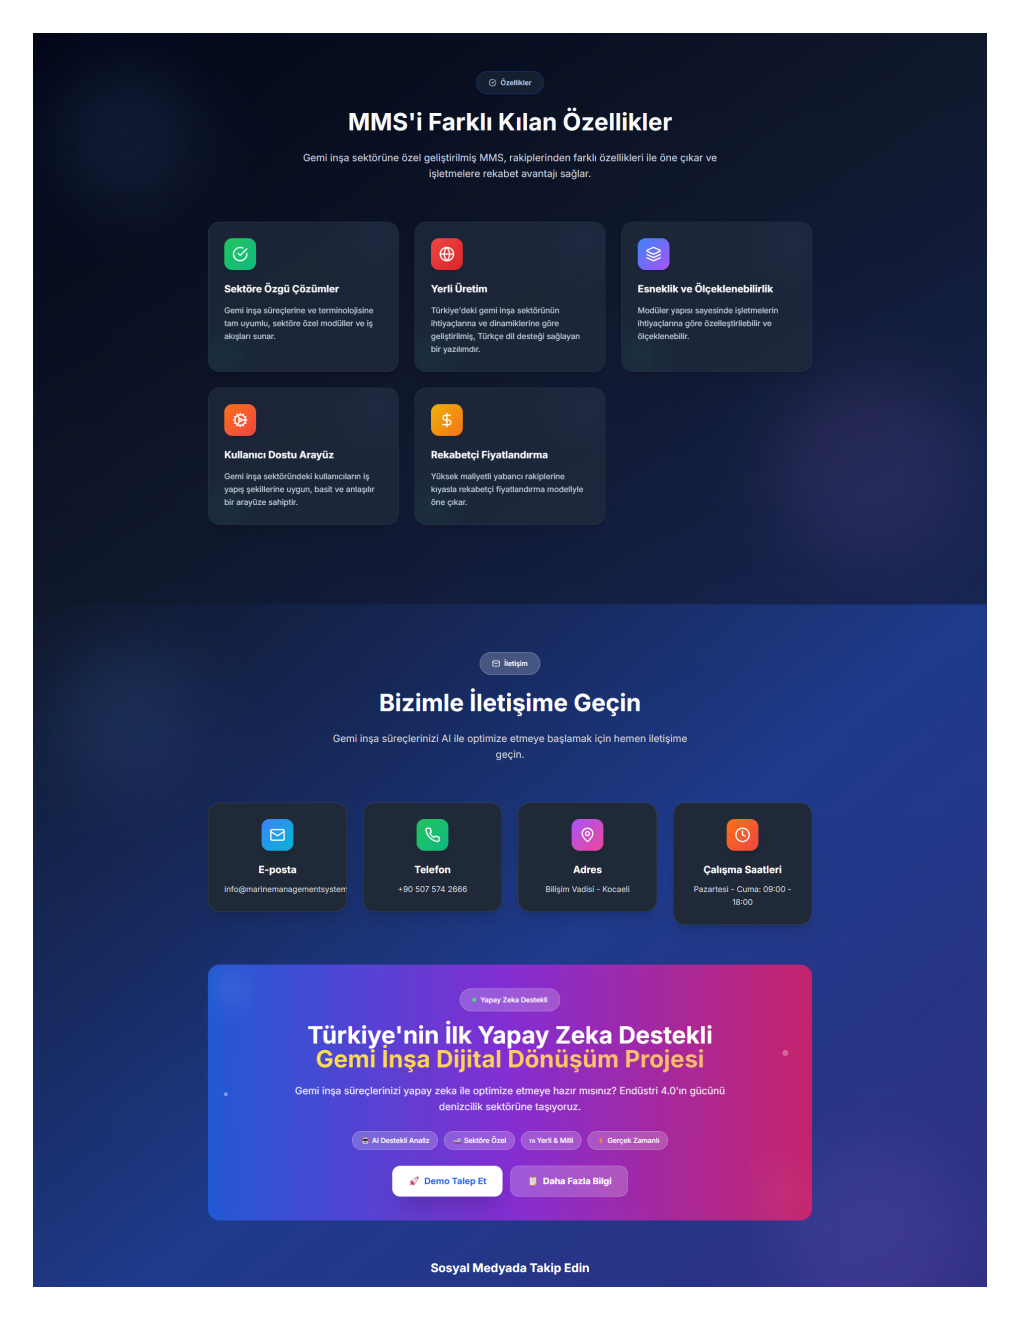 Özellikler
MMS'i Farklı Kılan Özellikler
Gemi inşa sektörüne özel geliştirilmiş MMS, rakiplerinden farklı özellikleri ile öne çıkar ve
işletmelere rekabet avantajı sağlar.
Sektöre Özgü Çözümler
Gemi inşa süreçlerine ve terminolojisine
tam uyumlu, sektöre özel modüller ve iş
akışları sunar.
Yerli Üretim
Türkiye'deki gemi inşa sektörünün
ihtiyaçlarına ve dinamiklerine göre
geliştirilmiş, Türkçe dil desteği sağlayan
bir yazılımdır.
Esneklik ve Ölçeklenebilirlik
Modüler yapısı sayesinde işletmelerin
ihtiyaçlarına göre özelleştirilebilir ve
ölçeklenebilir.
Kullanıcı Dostu Arayüz
Gemi inşa sektöründeki kullanıcıların iş
yapış şekillerine uygun, basit ve anlaşılır
bir arayüze sahiptir.
Rekabetçi Fiyatlandırma
Yüksek maliyetli yabancı rakiplerine
kıyasla rekabetçi fiyatlandırma modeliyle
öne çıkar.
İletişim
Bizimle İletişime Geçin
Gemi inşa süreçlerinizi AI ile optimize etmeye başlamak için hemen iletişime
geçin.
E-posta
info@marinemanagementsystem
Telefon
+90 507 574 2666
Adres
Bilişim Vadisi - Kocaeli
Çalışma Saatleri
Pazartesi - Cuma: 09:00 -
18:00
Yapay Zeka Destekli
Türkiye'nin İlk Yapay Zeka Destekli
Gemi İnşa Dijital Dönüşüm Projesi
Gemi inşa süreçlerinizi yapay zeka ile optimize etmeye hazır mısınız? Endüstri 4.0'ın gücünü
denizcilik sektörüne taşıyoruz.
AI Destekli Analiz
Sektöre Özel
TR Yerli & Milli
Gerçek Zamanlı
Demo Talep Et
Daha Fazla Bilgi
Sosyal Medyada Takip Edin